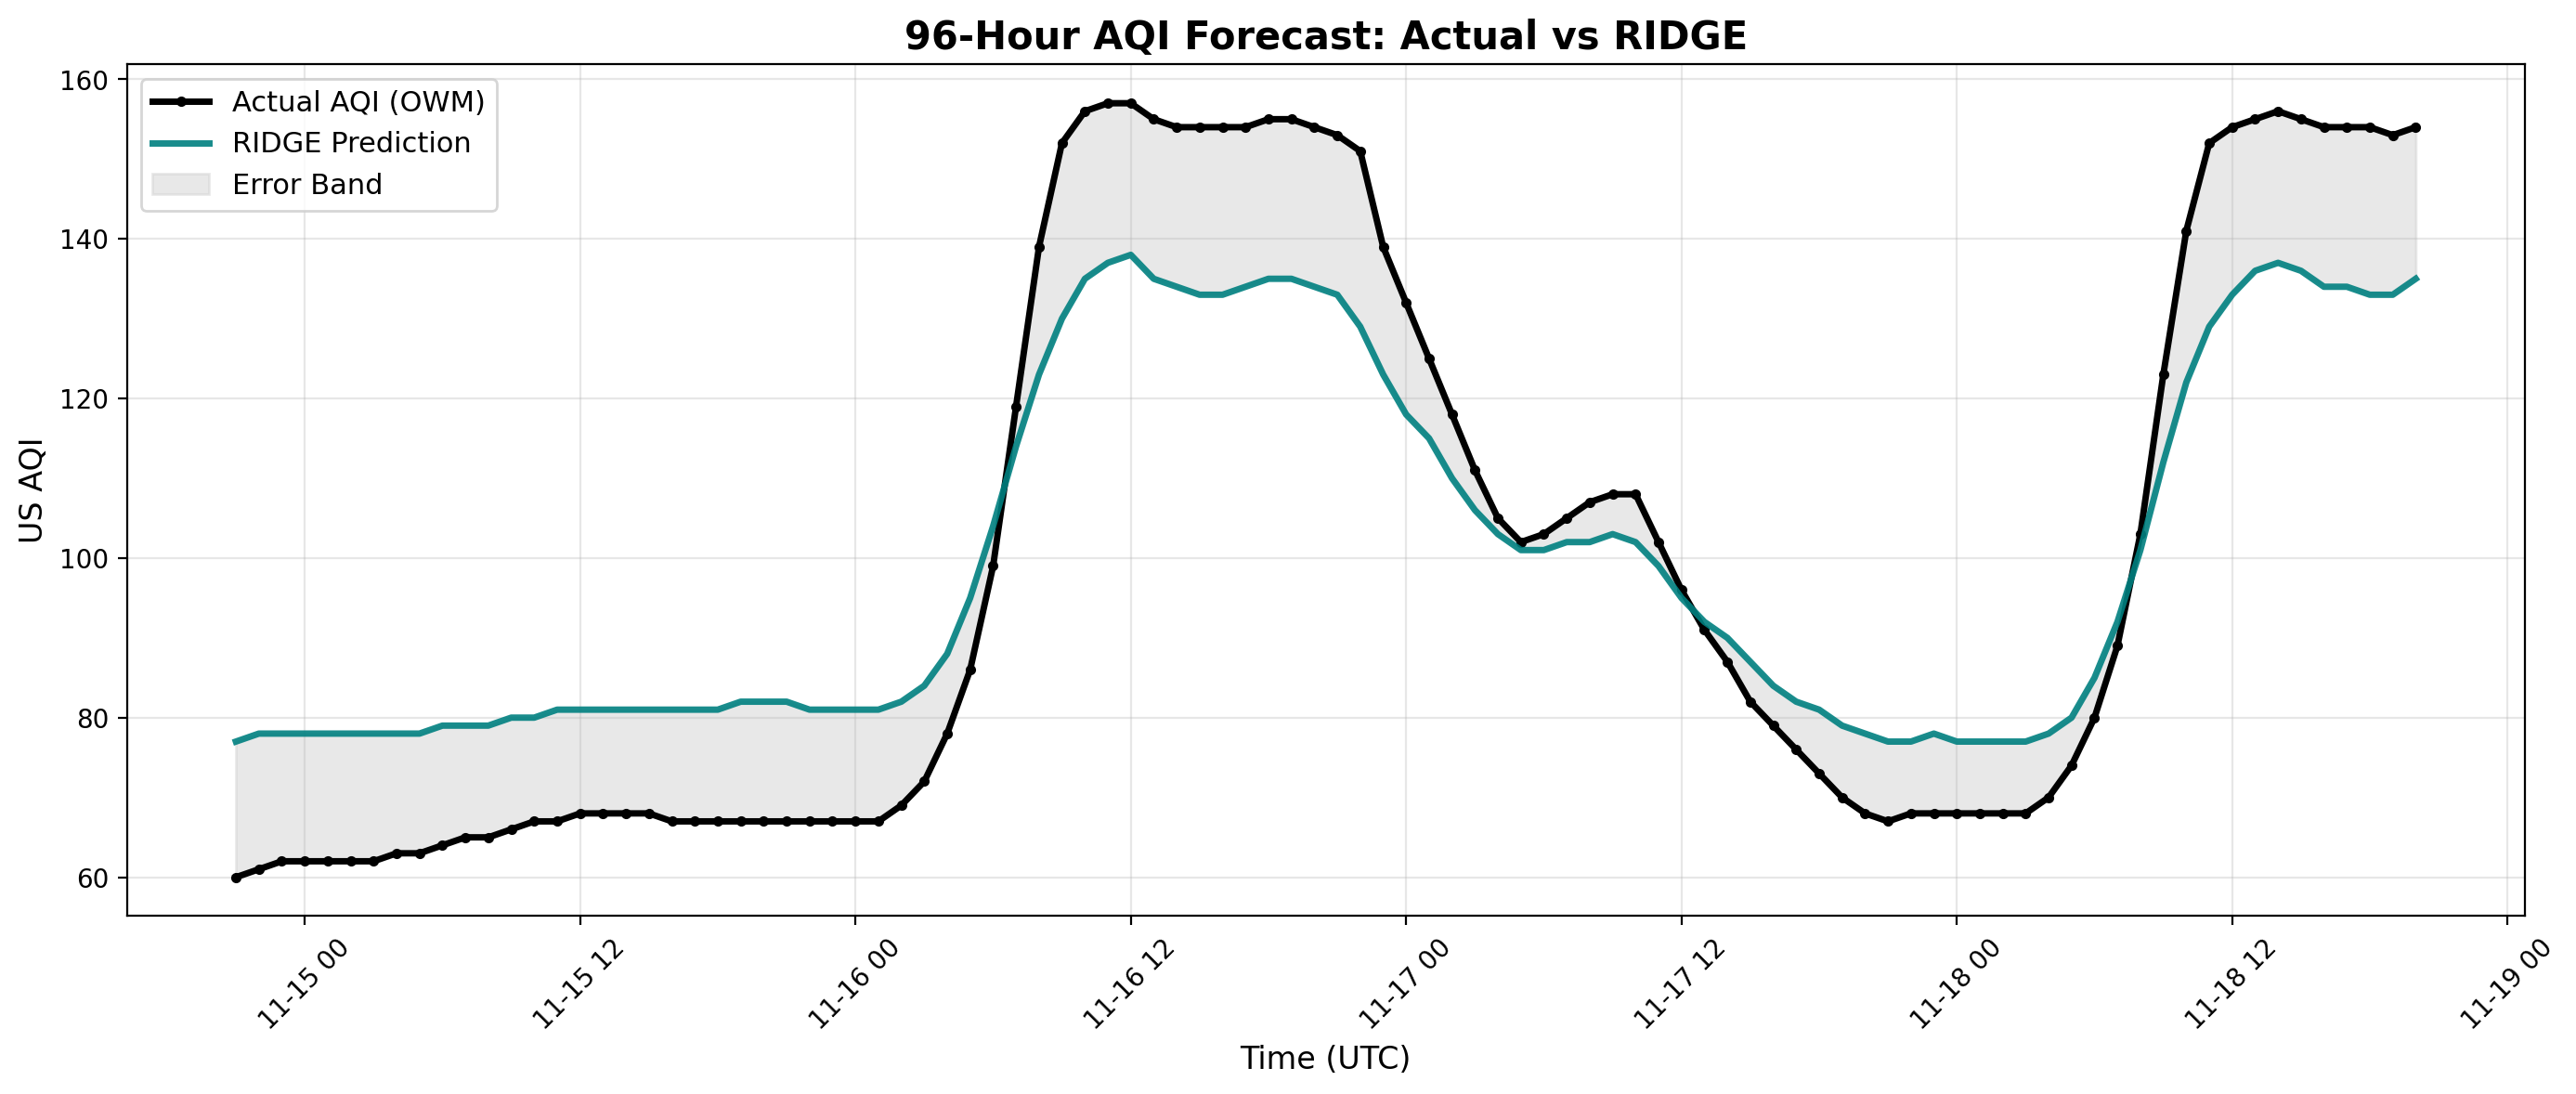 96-Hour AQI Forecast: Actual vs RIDGE
Actual AQI (OWM)
RIDGE Prediction
Error Band
US AQI
160
140
120
100
80
60
11-15 00
11-15 12
11-16 00
11-16 12
11-17 00
11-17 12
11-18 00
11-18 12
11-19 00
Time (UTC)